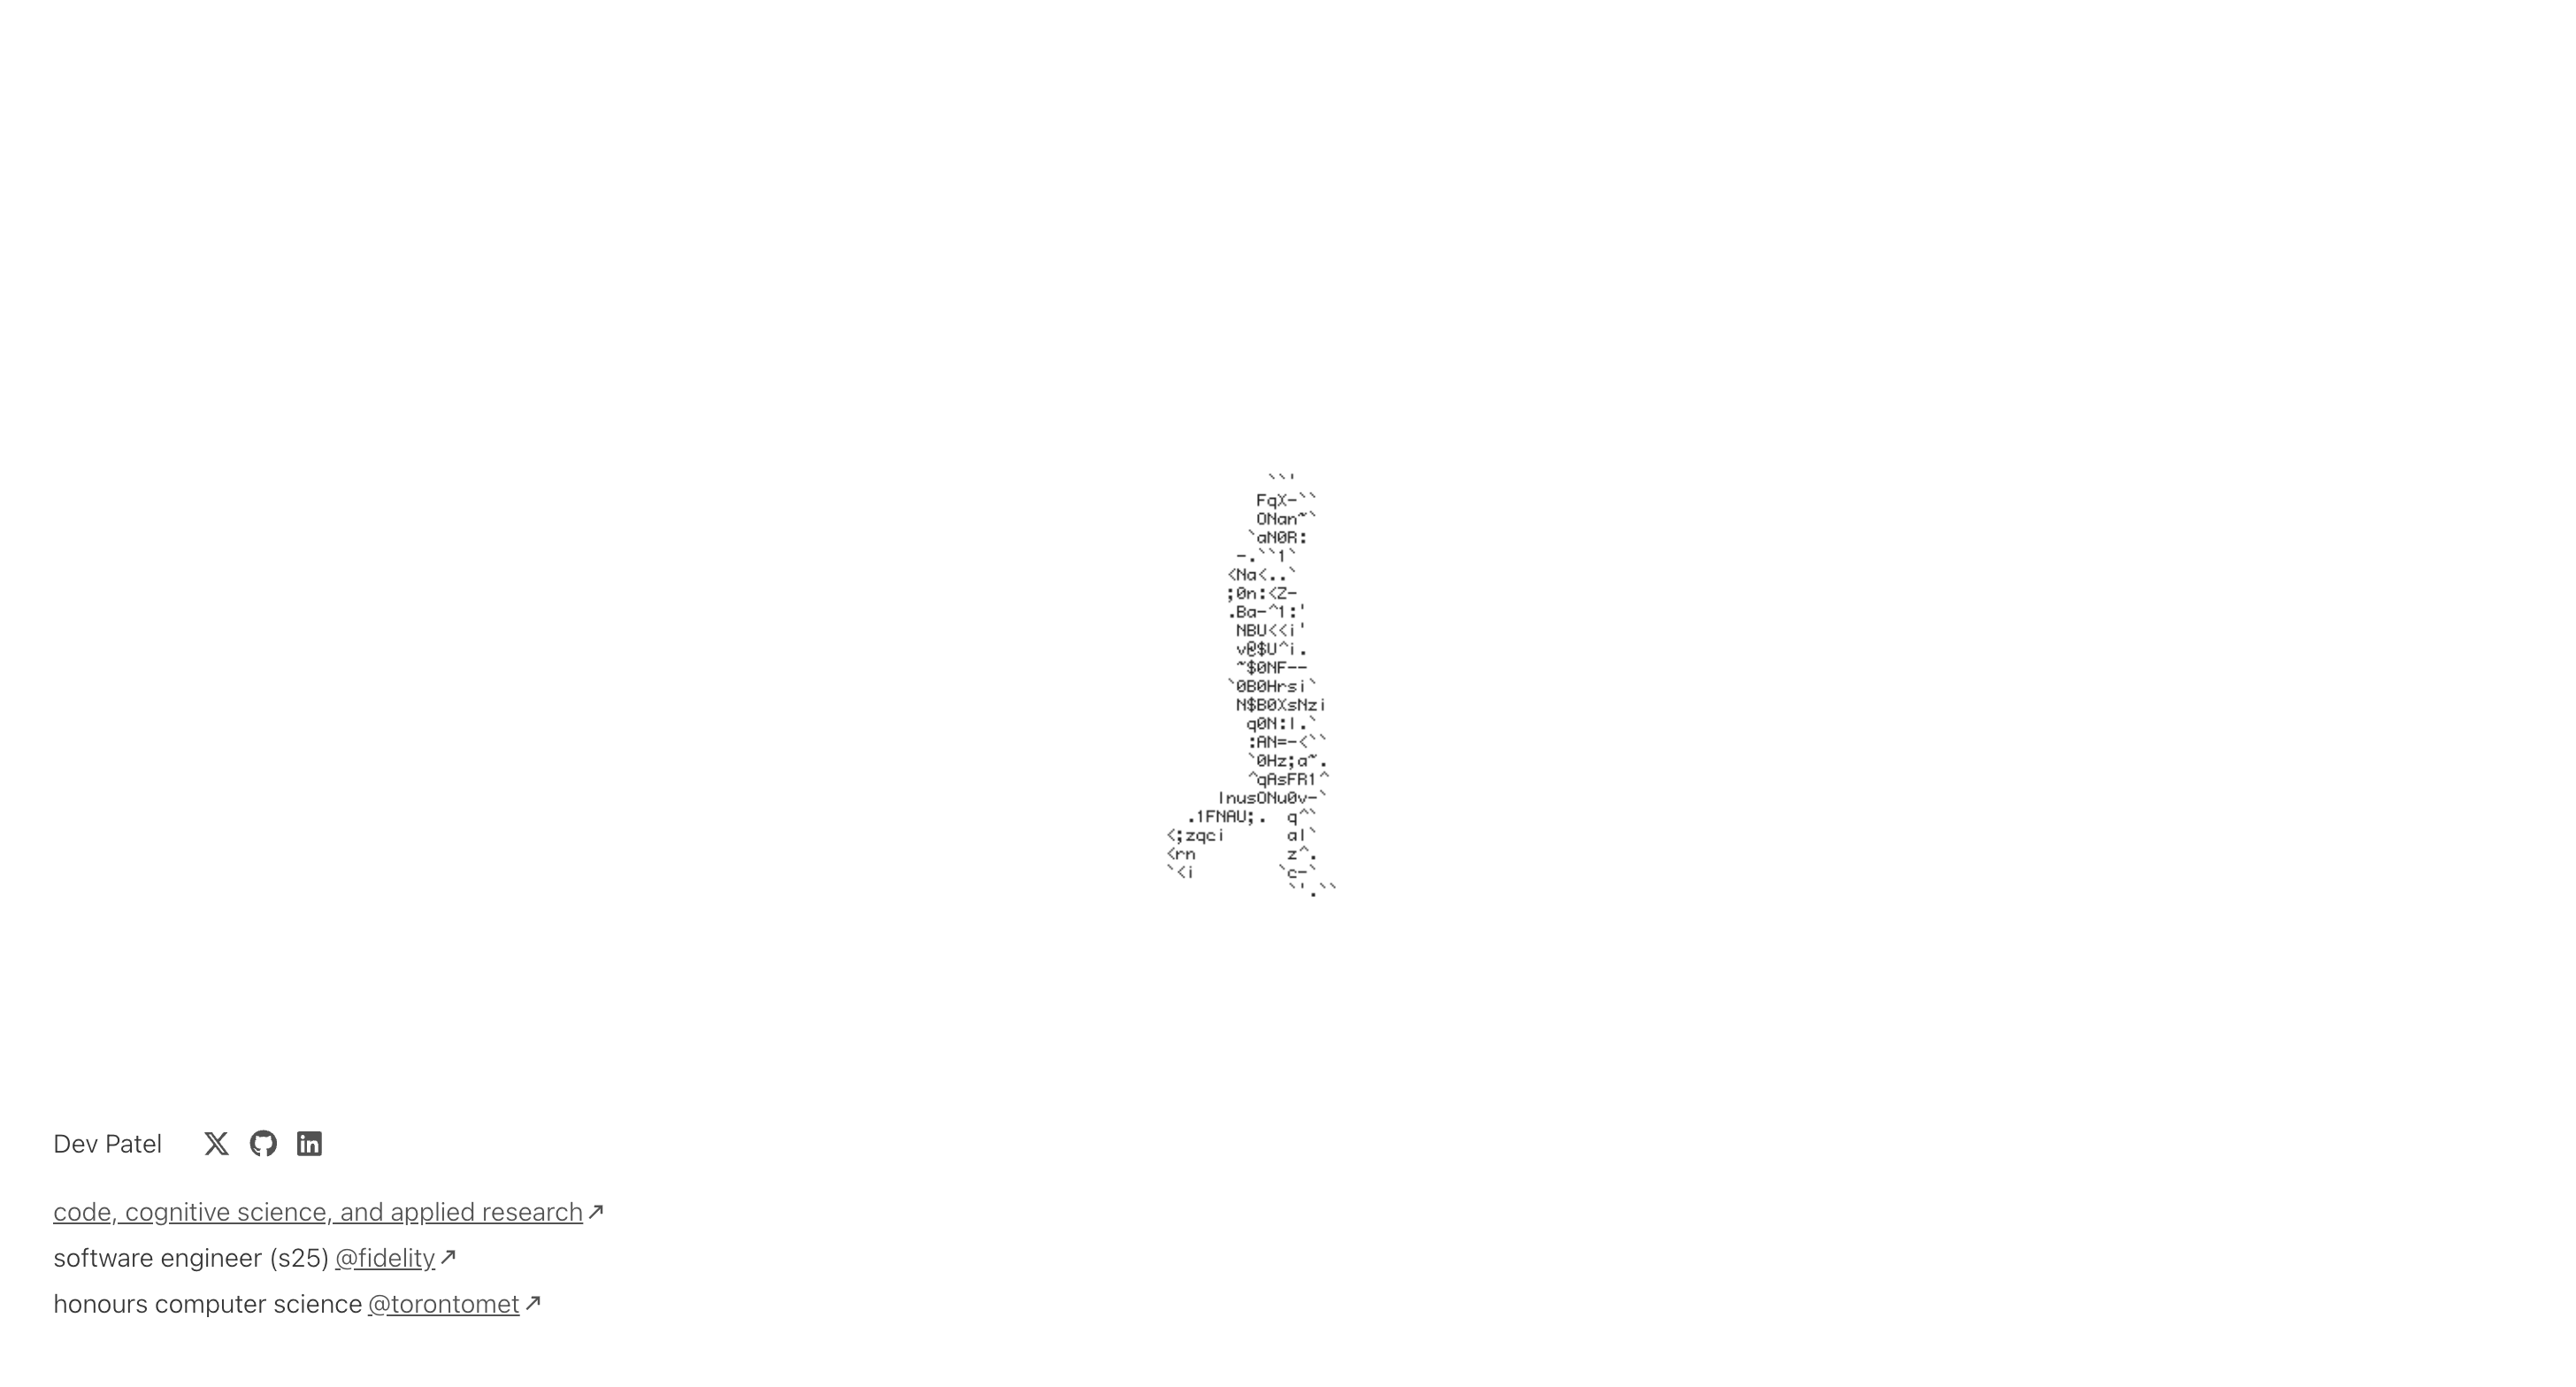 ``'
FqX-``
ONan~`
`aN0R:
-.``1`
<Na<..`
;0n:<Z-
.Ba-^1:'
NBU<<i'
v@$U^i.
~$0NF--
`0B0Hrsi`
N$B0XsNzi
q0N:l.`
:AN=-<``
`0Hz;a~.
^qAsFR1^
lnusONu0v-`
.1FNAU;. q^`
<;zqci al`
<rn z^.
`<i `c-`
`'.``
Dev Patel
code, cognitive science, and applied research
software engineer (s25) @fidelity
honours computer science @torontomet